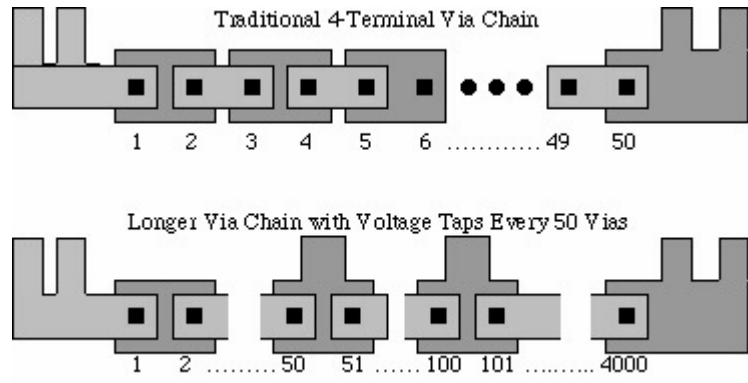 Traditional 4-Terminal Via Chain
1 2 3 4 5 6 ............ 49 50
Longer Via Chain with Voltage Taps Every 50 Vias
1 2 ......... 50 51 ...... 100 101 ........... 4000